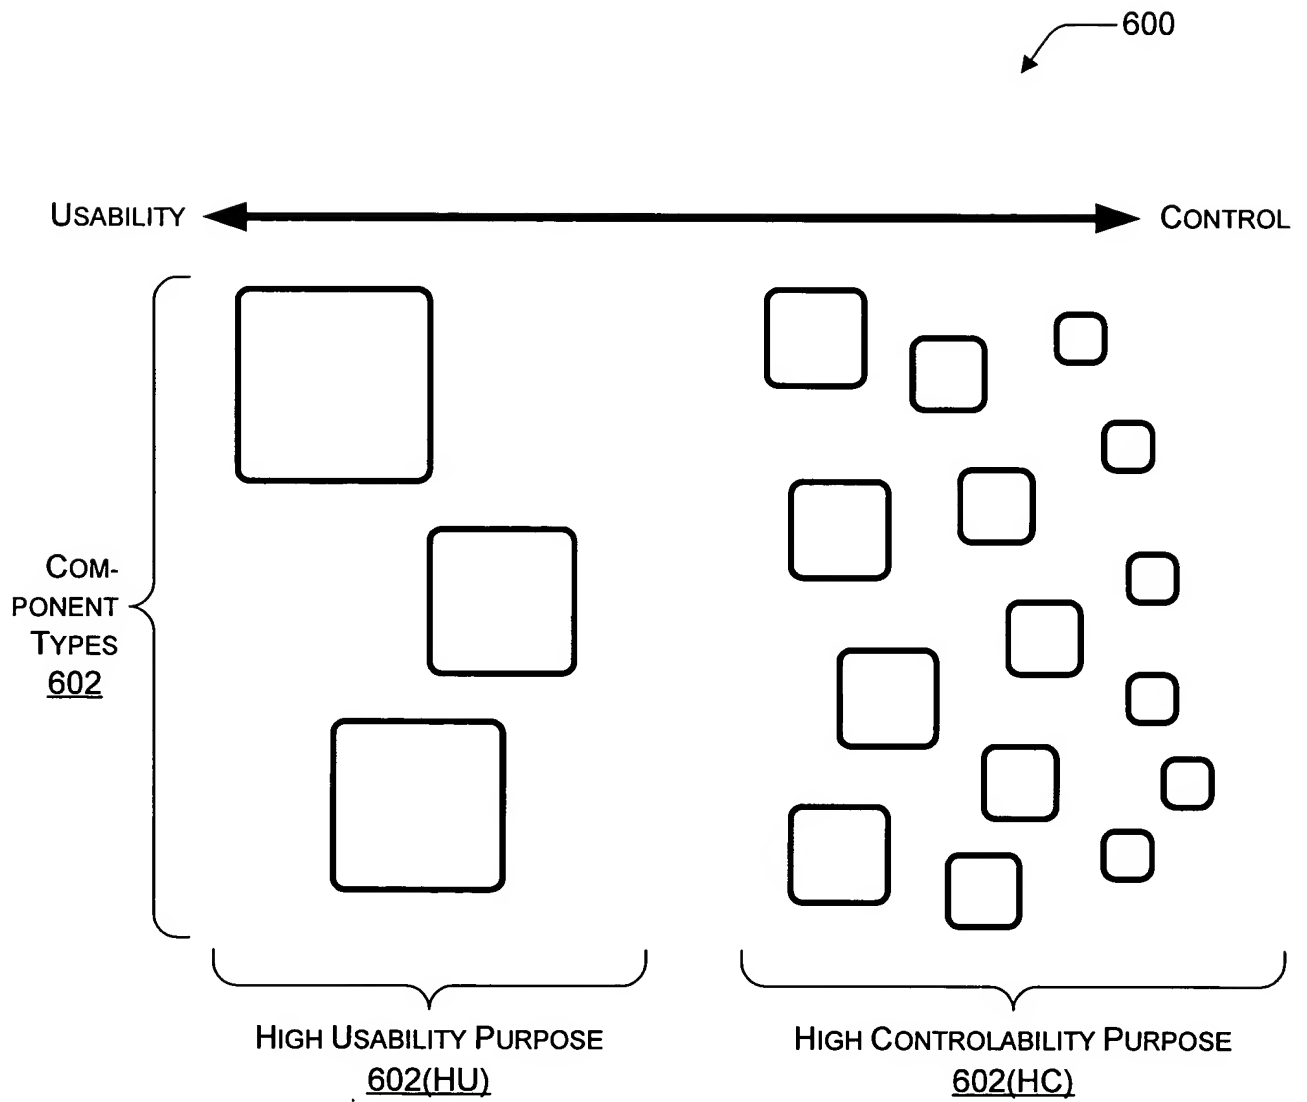 600
USABILITY
CONTROL
COM-
PONENT
TYPES
602
HIGH USABILITY PURPOSE
602(HU)
HIGH CONTROLABILITY PURPOSE
602(HC)